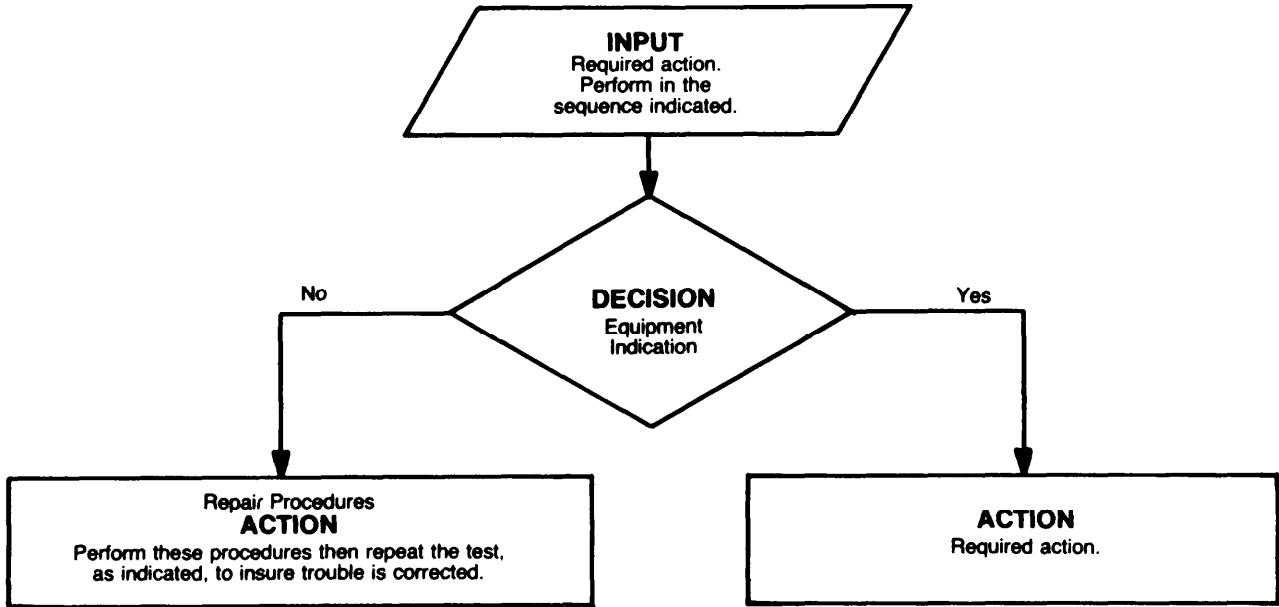 INPUT
Required action.
Perform in the
sequence indicated.
No
DECISION
Equipment
Indication
Yes
Repair Procedures
ACTION
Perform these procedures then repeat the test,
as indicated, to insure trouble is corrected.
ACTION
Required action.